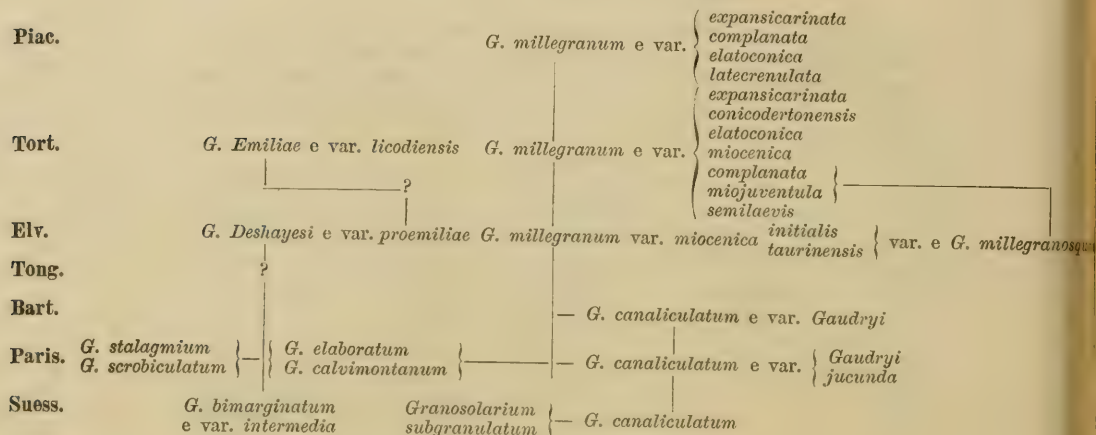 Piac.
G. millegranum e var.
expansicarinata
complanata
elatoconica
latecrenulata
Tort.
G. Emiliae e var. licodiensis
G. millegranum e var.
expansicarinata
conicodertonensis
elatoconica
miocenica
complanata
miojuventula
semilaevis
?
Elv.
G. Deshayesi e var. proemiliae
G. millegranum var. miocenica
initialis
taurinensis
var. e G.
Tong.
?
Bart.
G. canaliculatum e var. Gaudryi
Paris.
G. stalagmium
G. scrobiculatum
G. elaboratum
G. calvimontanum
G. canaliculatum e var.
Gaudryi
jucunda
Suess.
G. bimarginatum
e var. intermedia
Granosolarium
subgranulatum
G. canaliculatum